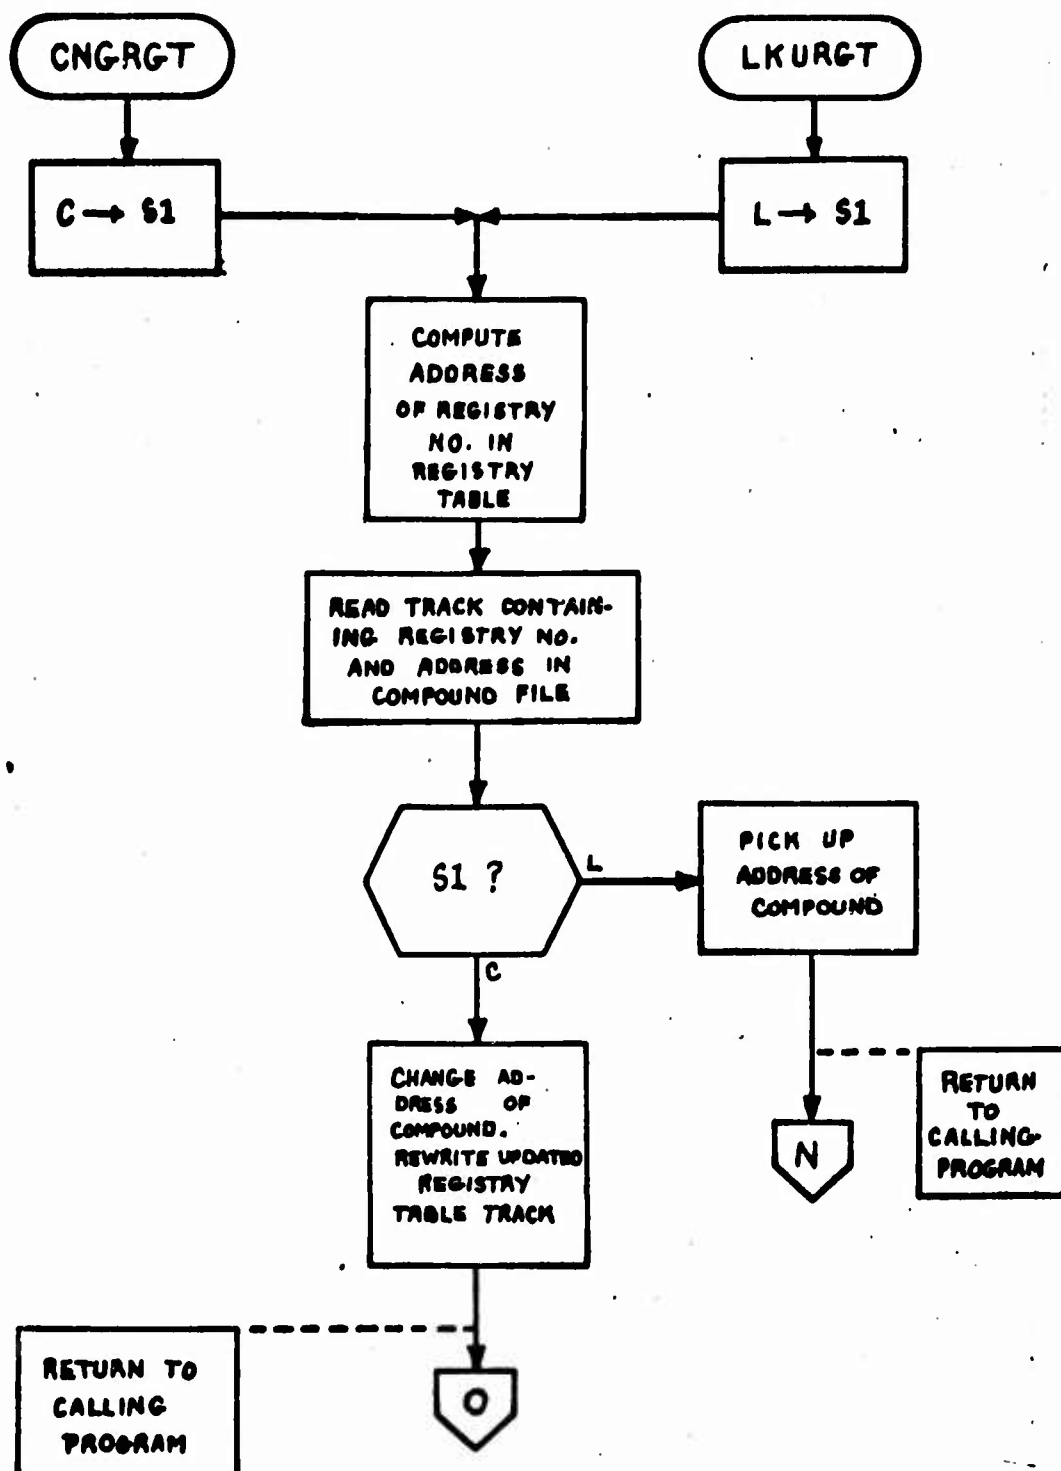 CNGRGT
LKURGT
C → S1
L → S1
COMPUTE
ADDRESS
OF REGISTRY
NO. IN
REGISTRY
TABLE
READ TRACK CONTAIN-
ING REGISTRY NO.
AND ADDRESS IN
COMPOUND FILE
S1 ?
L
PICK UP
ADDRESS OF
COMPOUND
C
CHANGE AD-
DRESS OF
COMPOUND.
REWRITE UPDATED
REGISTRY
TABLE TRACK
RETURN
TO
CALLING
PROGRAM
N
RETURN TO
CALLING
PROGRAM
O